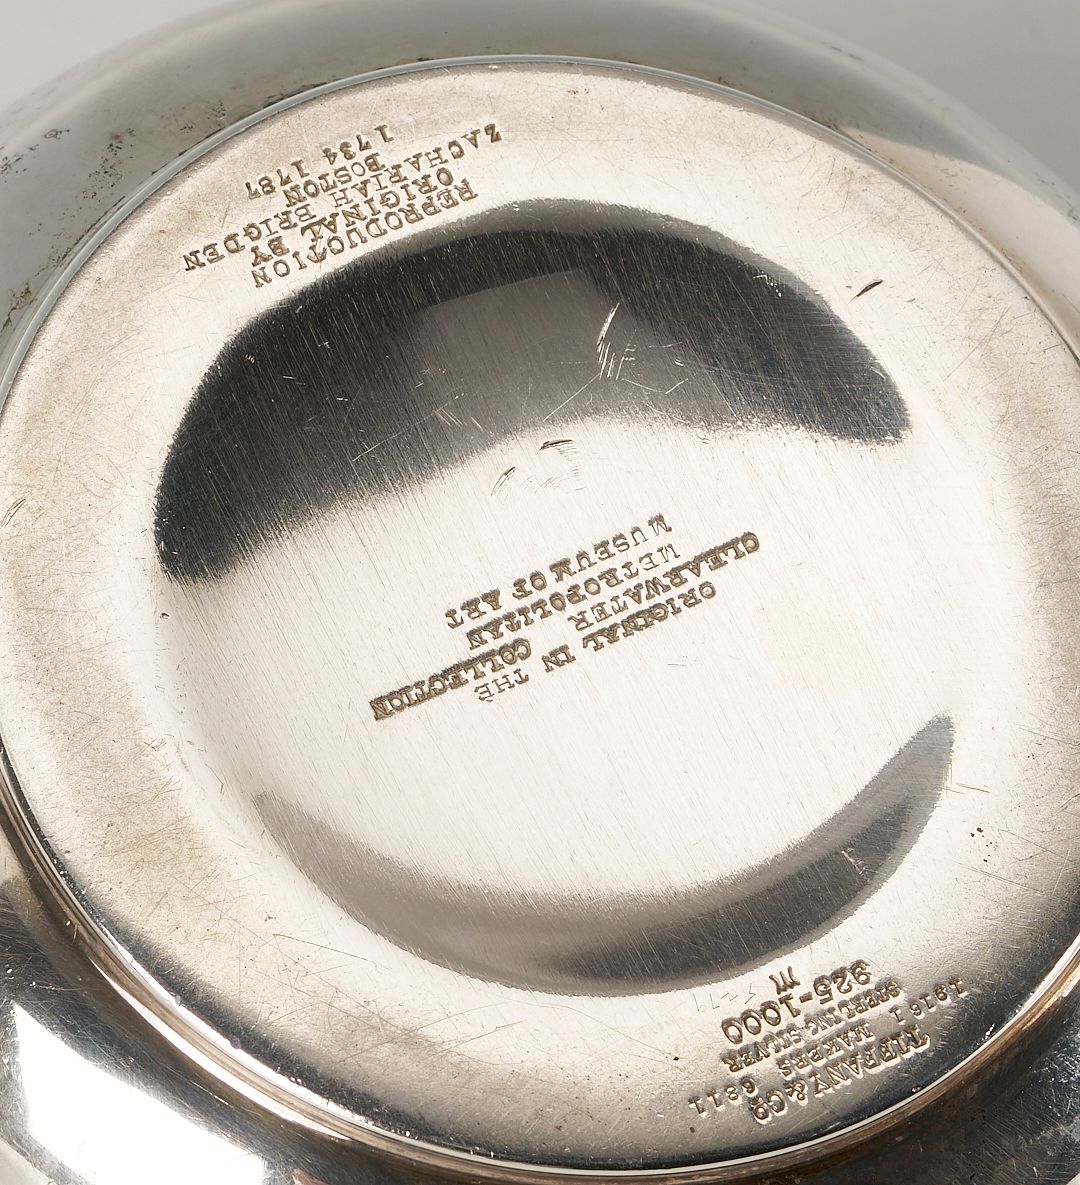 TIFFANY & Co
19161 MAKERS 6811
STERLING SILVER
925-1000
M
ORIGINAL IN THE
CLEARWATER COLLECTION
METROPOLITAN
MUSEUM OF ART
REPRODUCTION
ORIGINAL BY
ZACHARIAH BRIGDEN
BOSTON
1734 1787